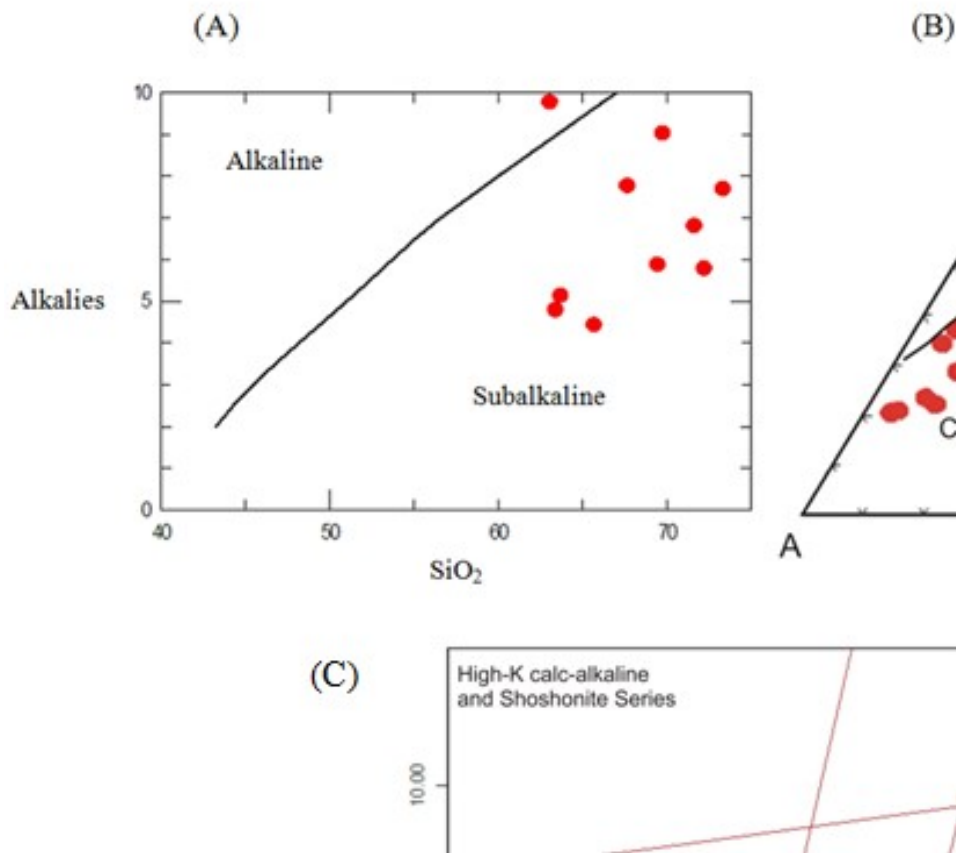 (A)
(B)
10
Alkaline
Alkalies
5
Subalkaline
C
0
40
50
60
70
A
SiO₂
(C)
High-K calc-alkaline
and Shoshonite Series
10.00